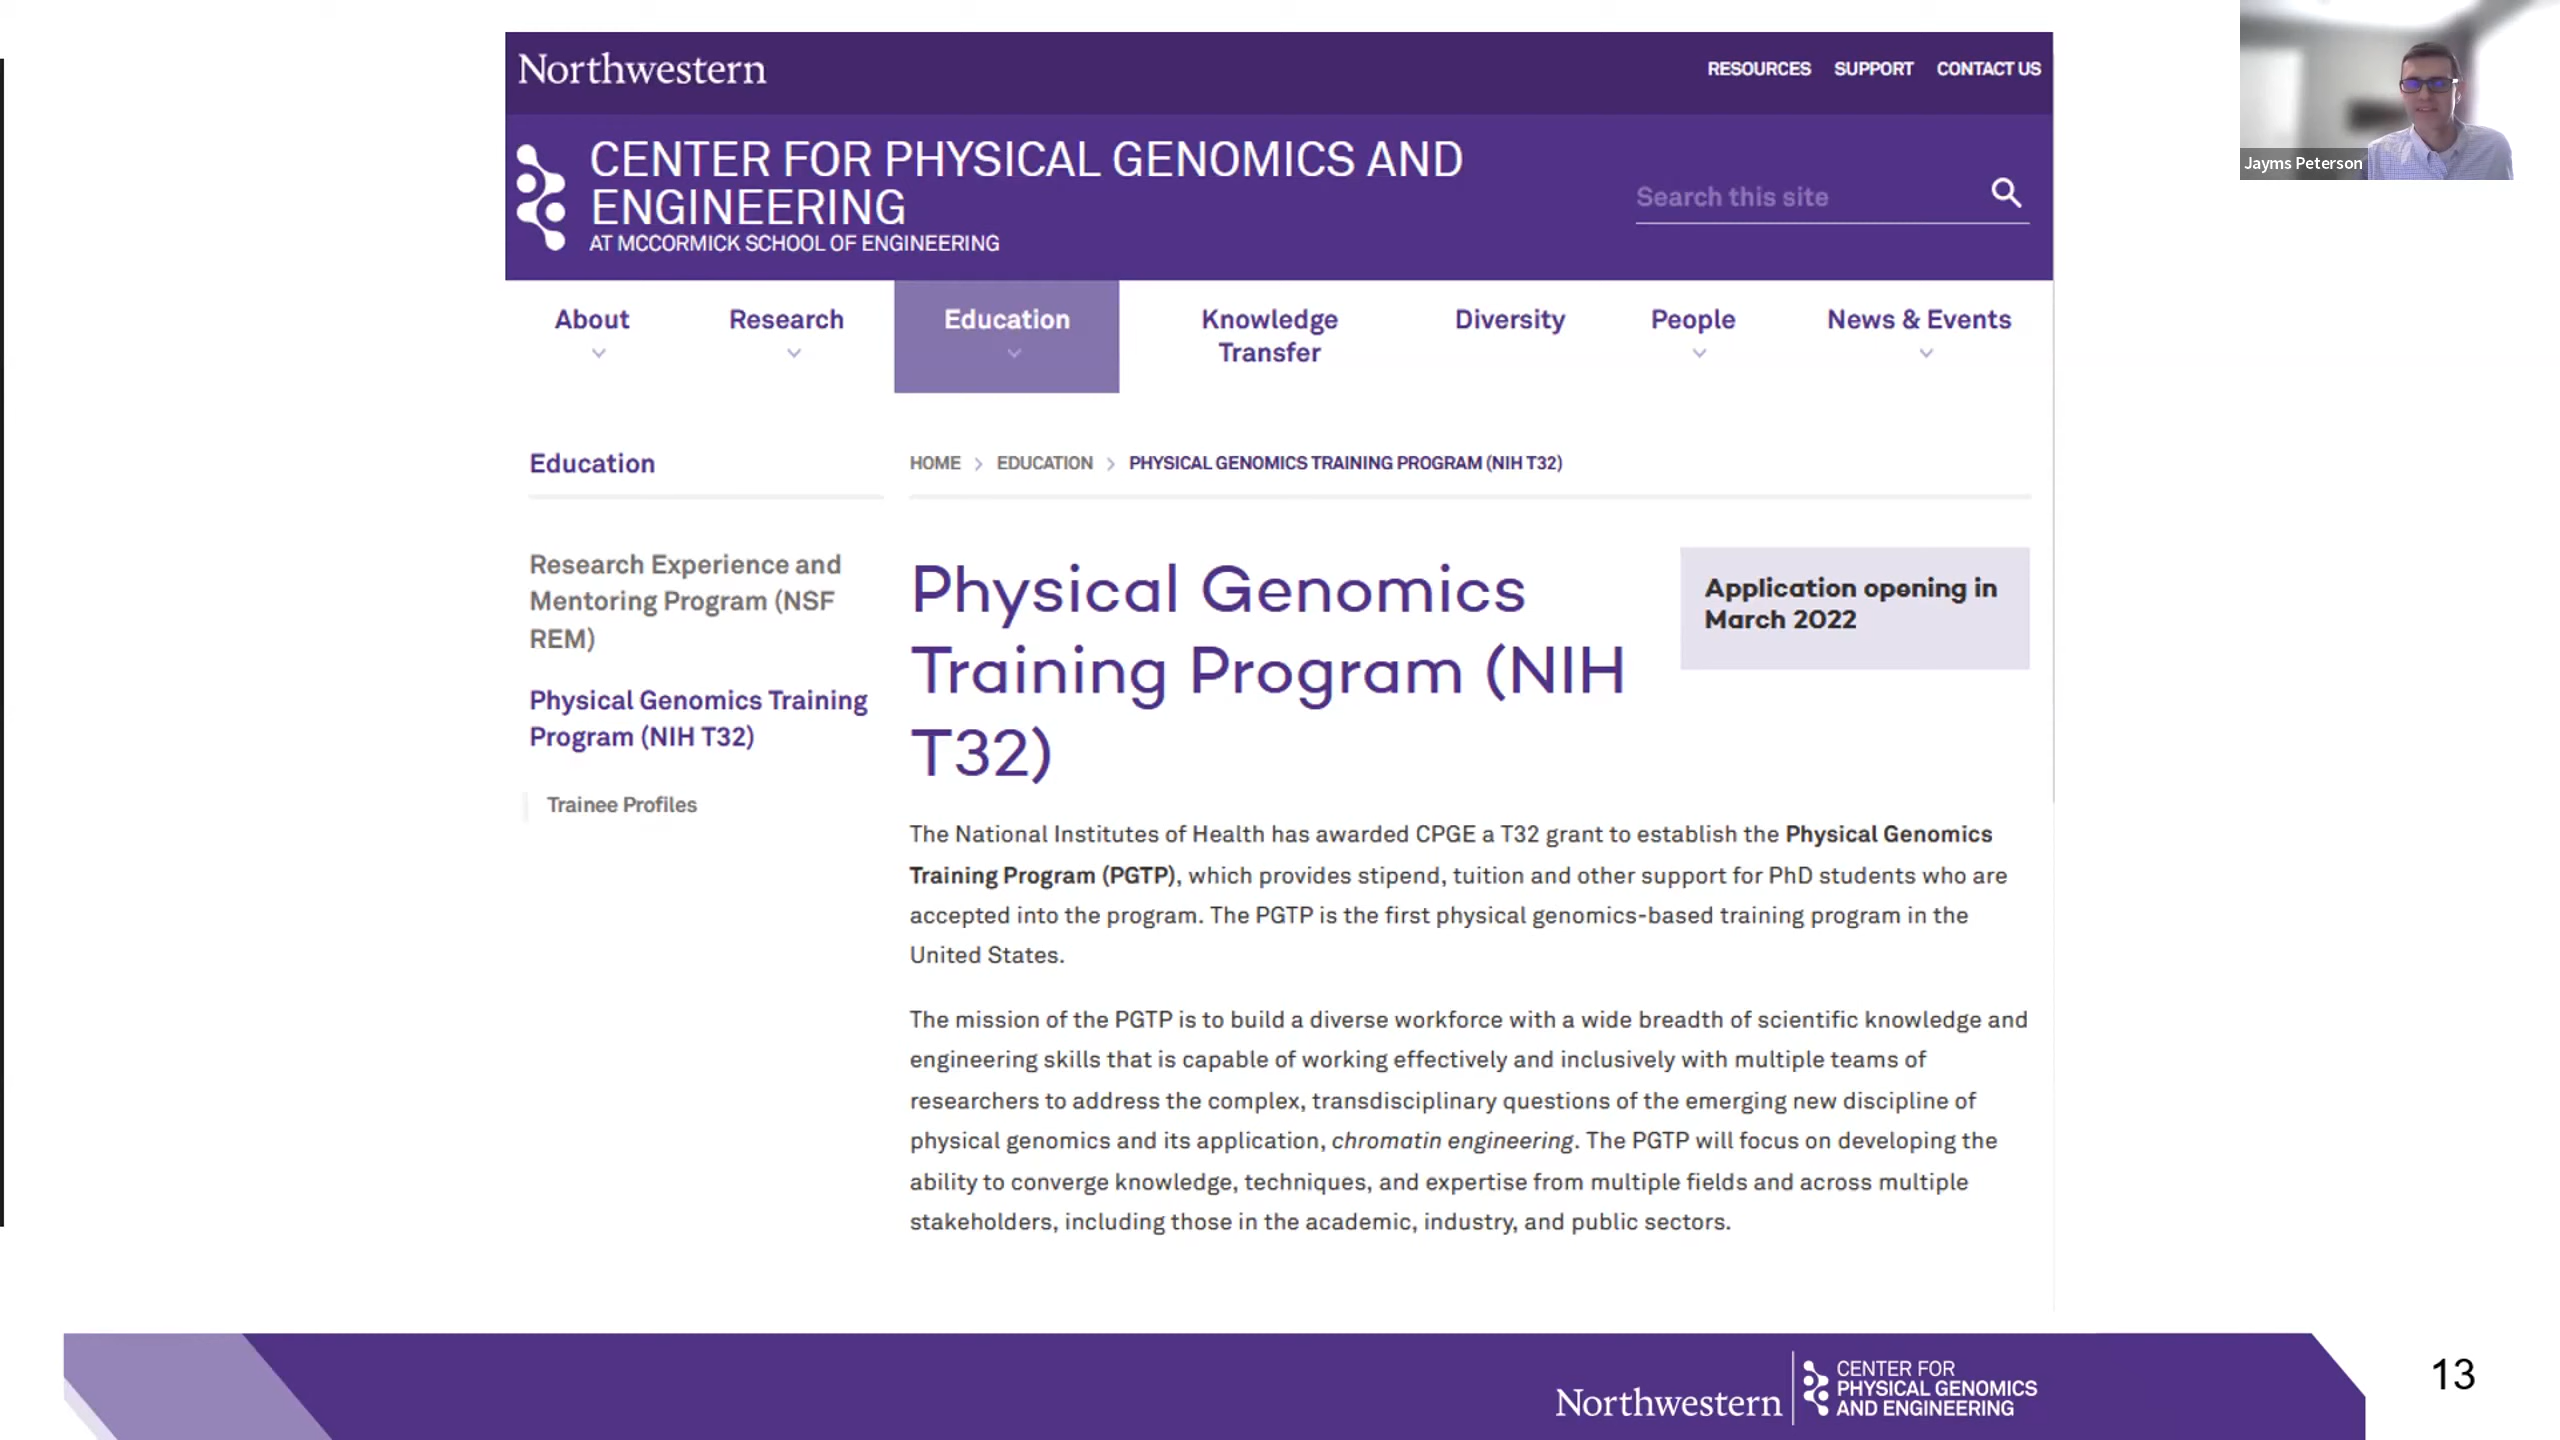 Northwestern
RESOURCES SUPPORT CONTACT US
CENTER FOR PHYSICAL GENOMICS AND
ENGINEERING
AT MCCORMICK SCHOOL OF ENGINEERING
Search this site
Jayms Peterson
About
Research
Education
Knowledge
Transfer
Diversity
People
News & Events
Education
Research Experience and
Mentoring Program (NSF
REM)
Physical Genomics Training
Program (NIH T32)
Trainee Profiles
HOME > EDUCATION > PHYSICAL GENOMICS TRAINING PROGRAM (NIH T32)
Physical Genomics
Training Program (NIH
T32)
Application opening in
March 2022
The National Institutes of Health has awarded CPGE a T32 grant to establish the Physical Genomics
Training Program (PGTP), which provides stipend, tuition and other support for PhD students who are
accepted into the program. The PGTP is the first physical genomics-based training program in the
United States.
The mission of the PGTP is to build a diverse workforce with a wide breadth of scientific knowledge and
engineering skills that is capable of working effectively and inclusively with multiple teams of
researchers to address the complex, transdisciplinary questions of the emerging new discipline of
physical genomics and its application, chromatin engineering. The PGTP will focus on developing the
ability to converge knowledge, techniques, and expertise from multiple fields and across multiple
stakeholders, including those in the academic, industry, and public sectors.
Northwestern
CENTER FOR
PHYSICAL GENOMICS
AND ENGINEERING
13